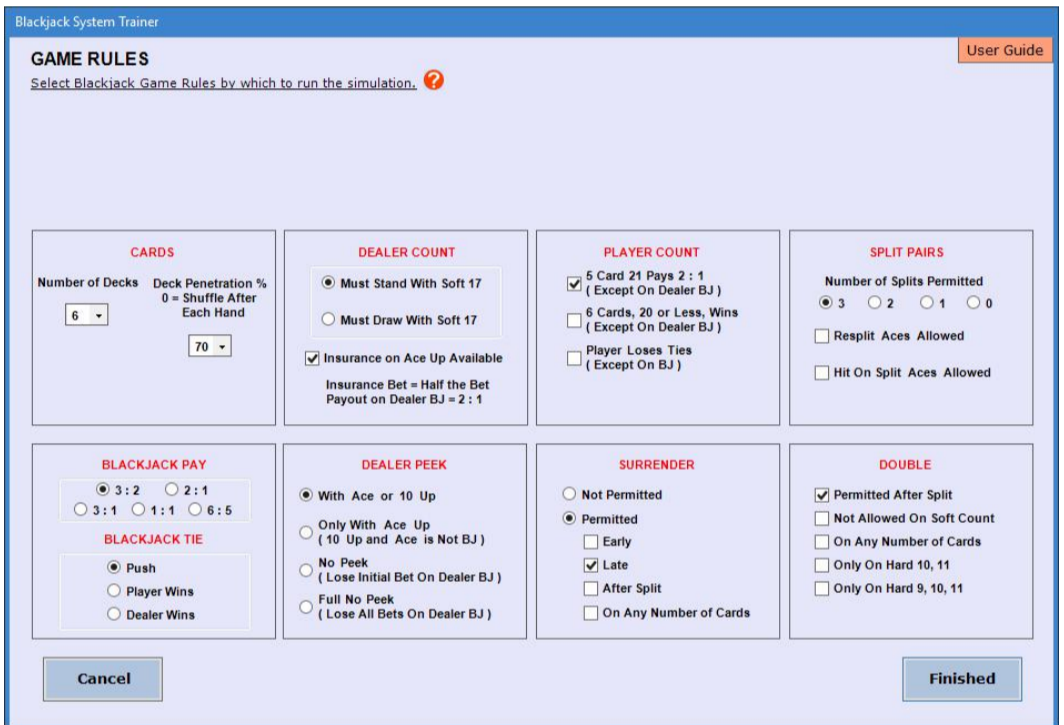 Blackjack System Trainer
User Guide
GAME RULES
Select Blackjack Game Rules by which to run the simulation. ?
CARDS
Number of Decks
6
Deck Penetration %
0 = Shuffle After
Each Hand
70
DEALER COUNT
Must Stand With Soft 17
Must Draw With Soft 17
Insurance on Ace Up Available
Insurance Bet = Half the Bet
Payout on Dealer BJ = 2 : 1
PLAYER COUNT
5 Card 21 Pays 2 : 1
( Except On Dealer BJ )
6 Cards, 20 or Less, Wins
( Except On Dealer BJ )
Player Loses Ties
( Except On BJ )
SPLIT PAIRS
Number of Splits Permitted
3 2 1 0
Resplit Aces Allowed
Hit On Split Aces Allowed
BLACKJACK PAY
3 : 2 2 : 1
3 : 1 1 : 1 6 : 5
BLACKJACK TIE
Push
Player Wins
Dealer Wins
DEALER PEEK
With Ace or 10 Up
Only With Ace Up
( 10 Up and Ace is Not BJ )
No Peek
( Lose Initial Bet On Dealer BJ )
Full No Peek
( Lose All Bets On Dealer BJ )
SURRENDER
Not Permitted
Permitted
Early
Late
After Split
On Any Number of Cards
DOUBLE
Permitted After Split
Not Allowed On Soft Count
On Any Number of Cards
Only On Hard 10, 11
Only On Hard 9, 10, 11
Cancel
Finished